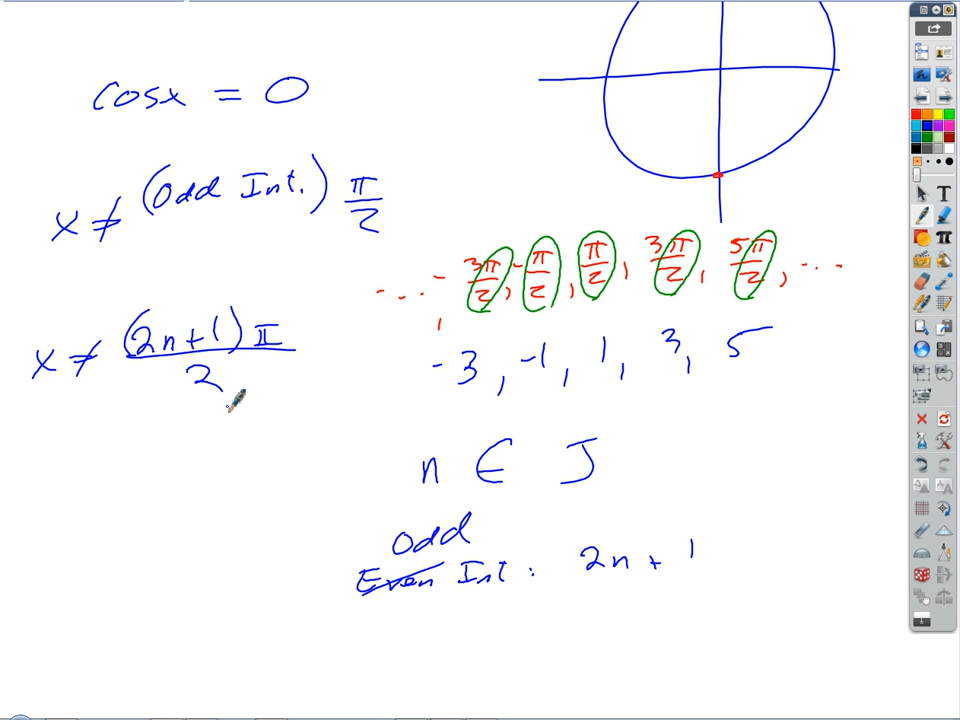 cosx = 0
x ≠ (Odd Int.) π/2
... -3π/2, -π/2, π/2, 3π/2, 5π/2, ...
x ≠ (2n+1)π/2
-3, -1, 1, 3, 5
n ∈ J
Odd
Even Int: 2n + 1